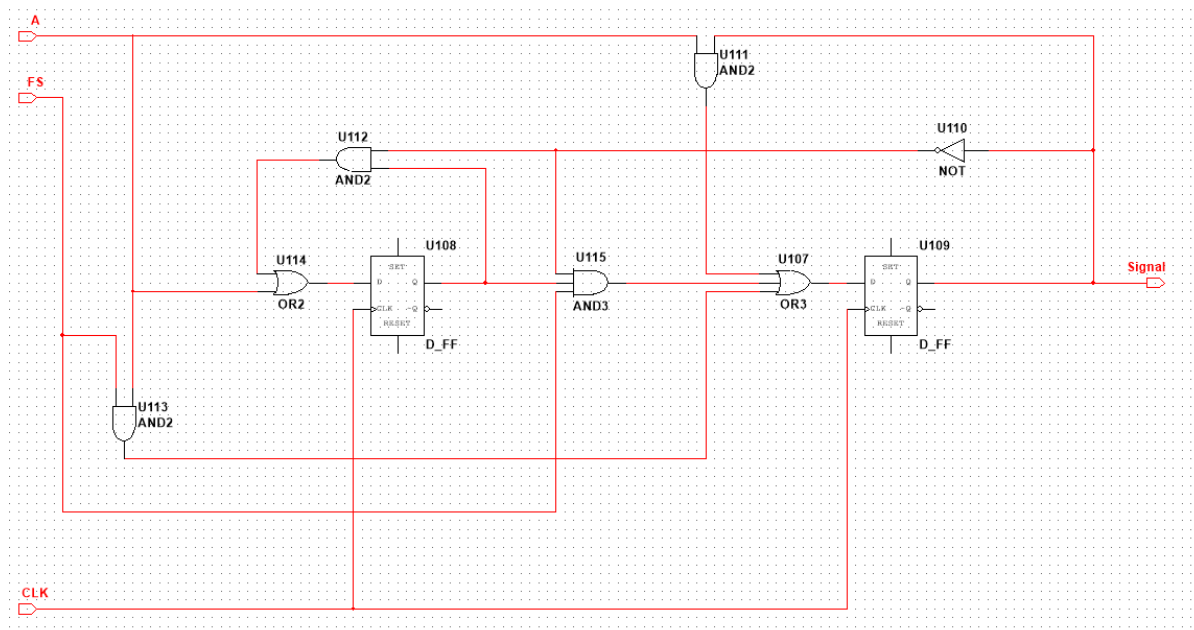 A
U111
AND2
FS
U112
AND2
U110
NOT
U114
OR2
U108
SET
D Q
CLK ~Q
RESET
D_FF
U115
AND3
U107
OR3
U109
SET
D Q
CLK ~Q
RESET
D_FF
Signal
U113
AND2
CLK